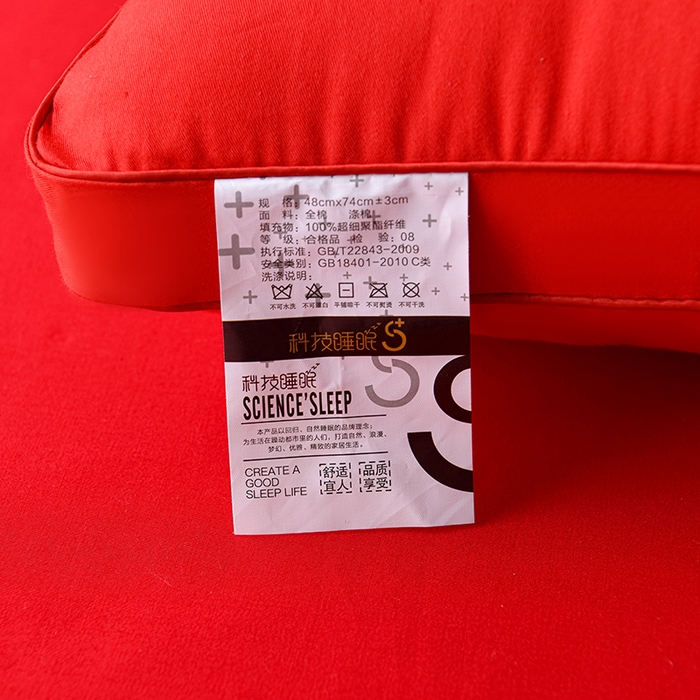 规 格:48cmx74cm±3cm
面 料:全棉 涤棉
填充物:100%超细聚酯纤维
等 级:合格品 检 验:08
执行标准:GB/T22843-2009
安全类别:GB18401-2010 C类
洗涤说明:
不可水洗 不可漂白 平铺晾干 不可熨烫 不可干洗
科技睡眠 S+
科技睡眠
SCIENCE'SLEEP
本产品以回归、自然睡眠的品牌理念;
为生活在躁动都市里的人们,打造自然、浪漫、
梦幻、优雅、精致的家居生活。
CREATE A
GOOD
SLEEP LIFE
舒适
宜人
品质
享受